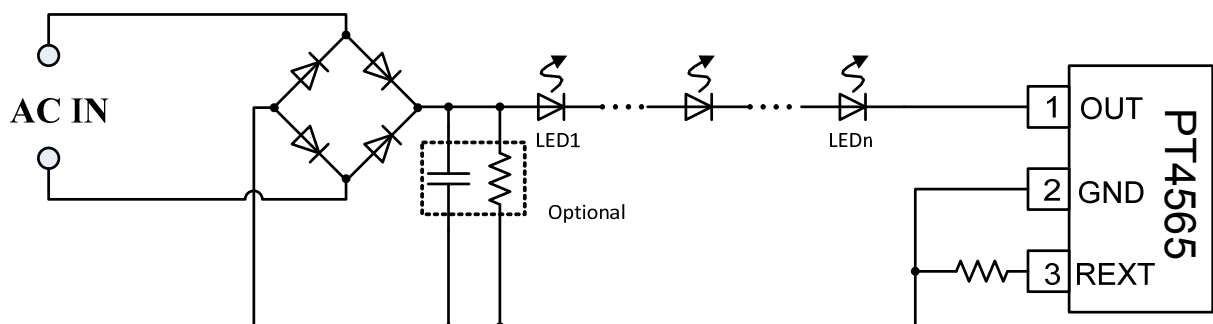 AC IN
LED1
LEDn
Optional
1 OUT
2 GND
3 REXT
PT4565